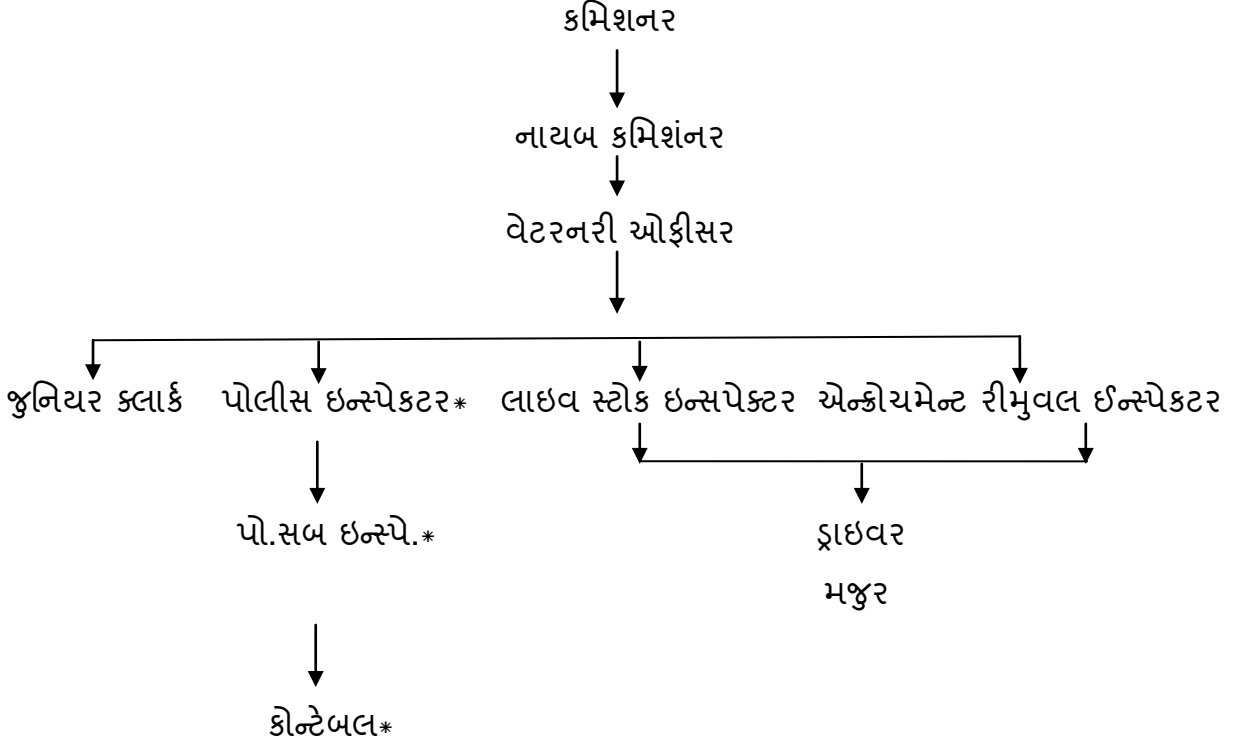 કમિશનર
નાયબ કમિશંનર
વેટરનરી ઓફીસર
જુનિયર ક્લાર્ક પોલીસ ઇન્સ્પેકટર* લાઇવ સ્ટોક ઇન્સપેક્ટર એન્ક્રોચમેન્ટ રીમુવલ ઈન્સ્પેકટર
પો.સબ ઇન્સ્પે.* ડ્રાઇવર
મજુર
કોન્ટેબલ*